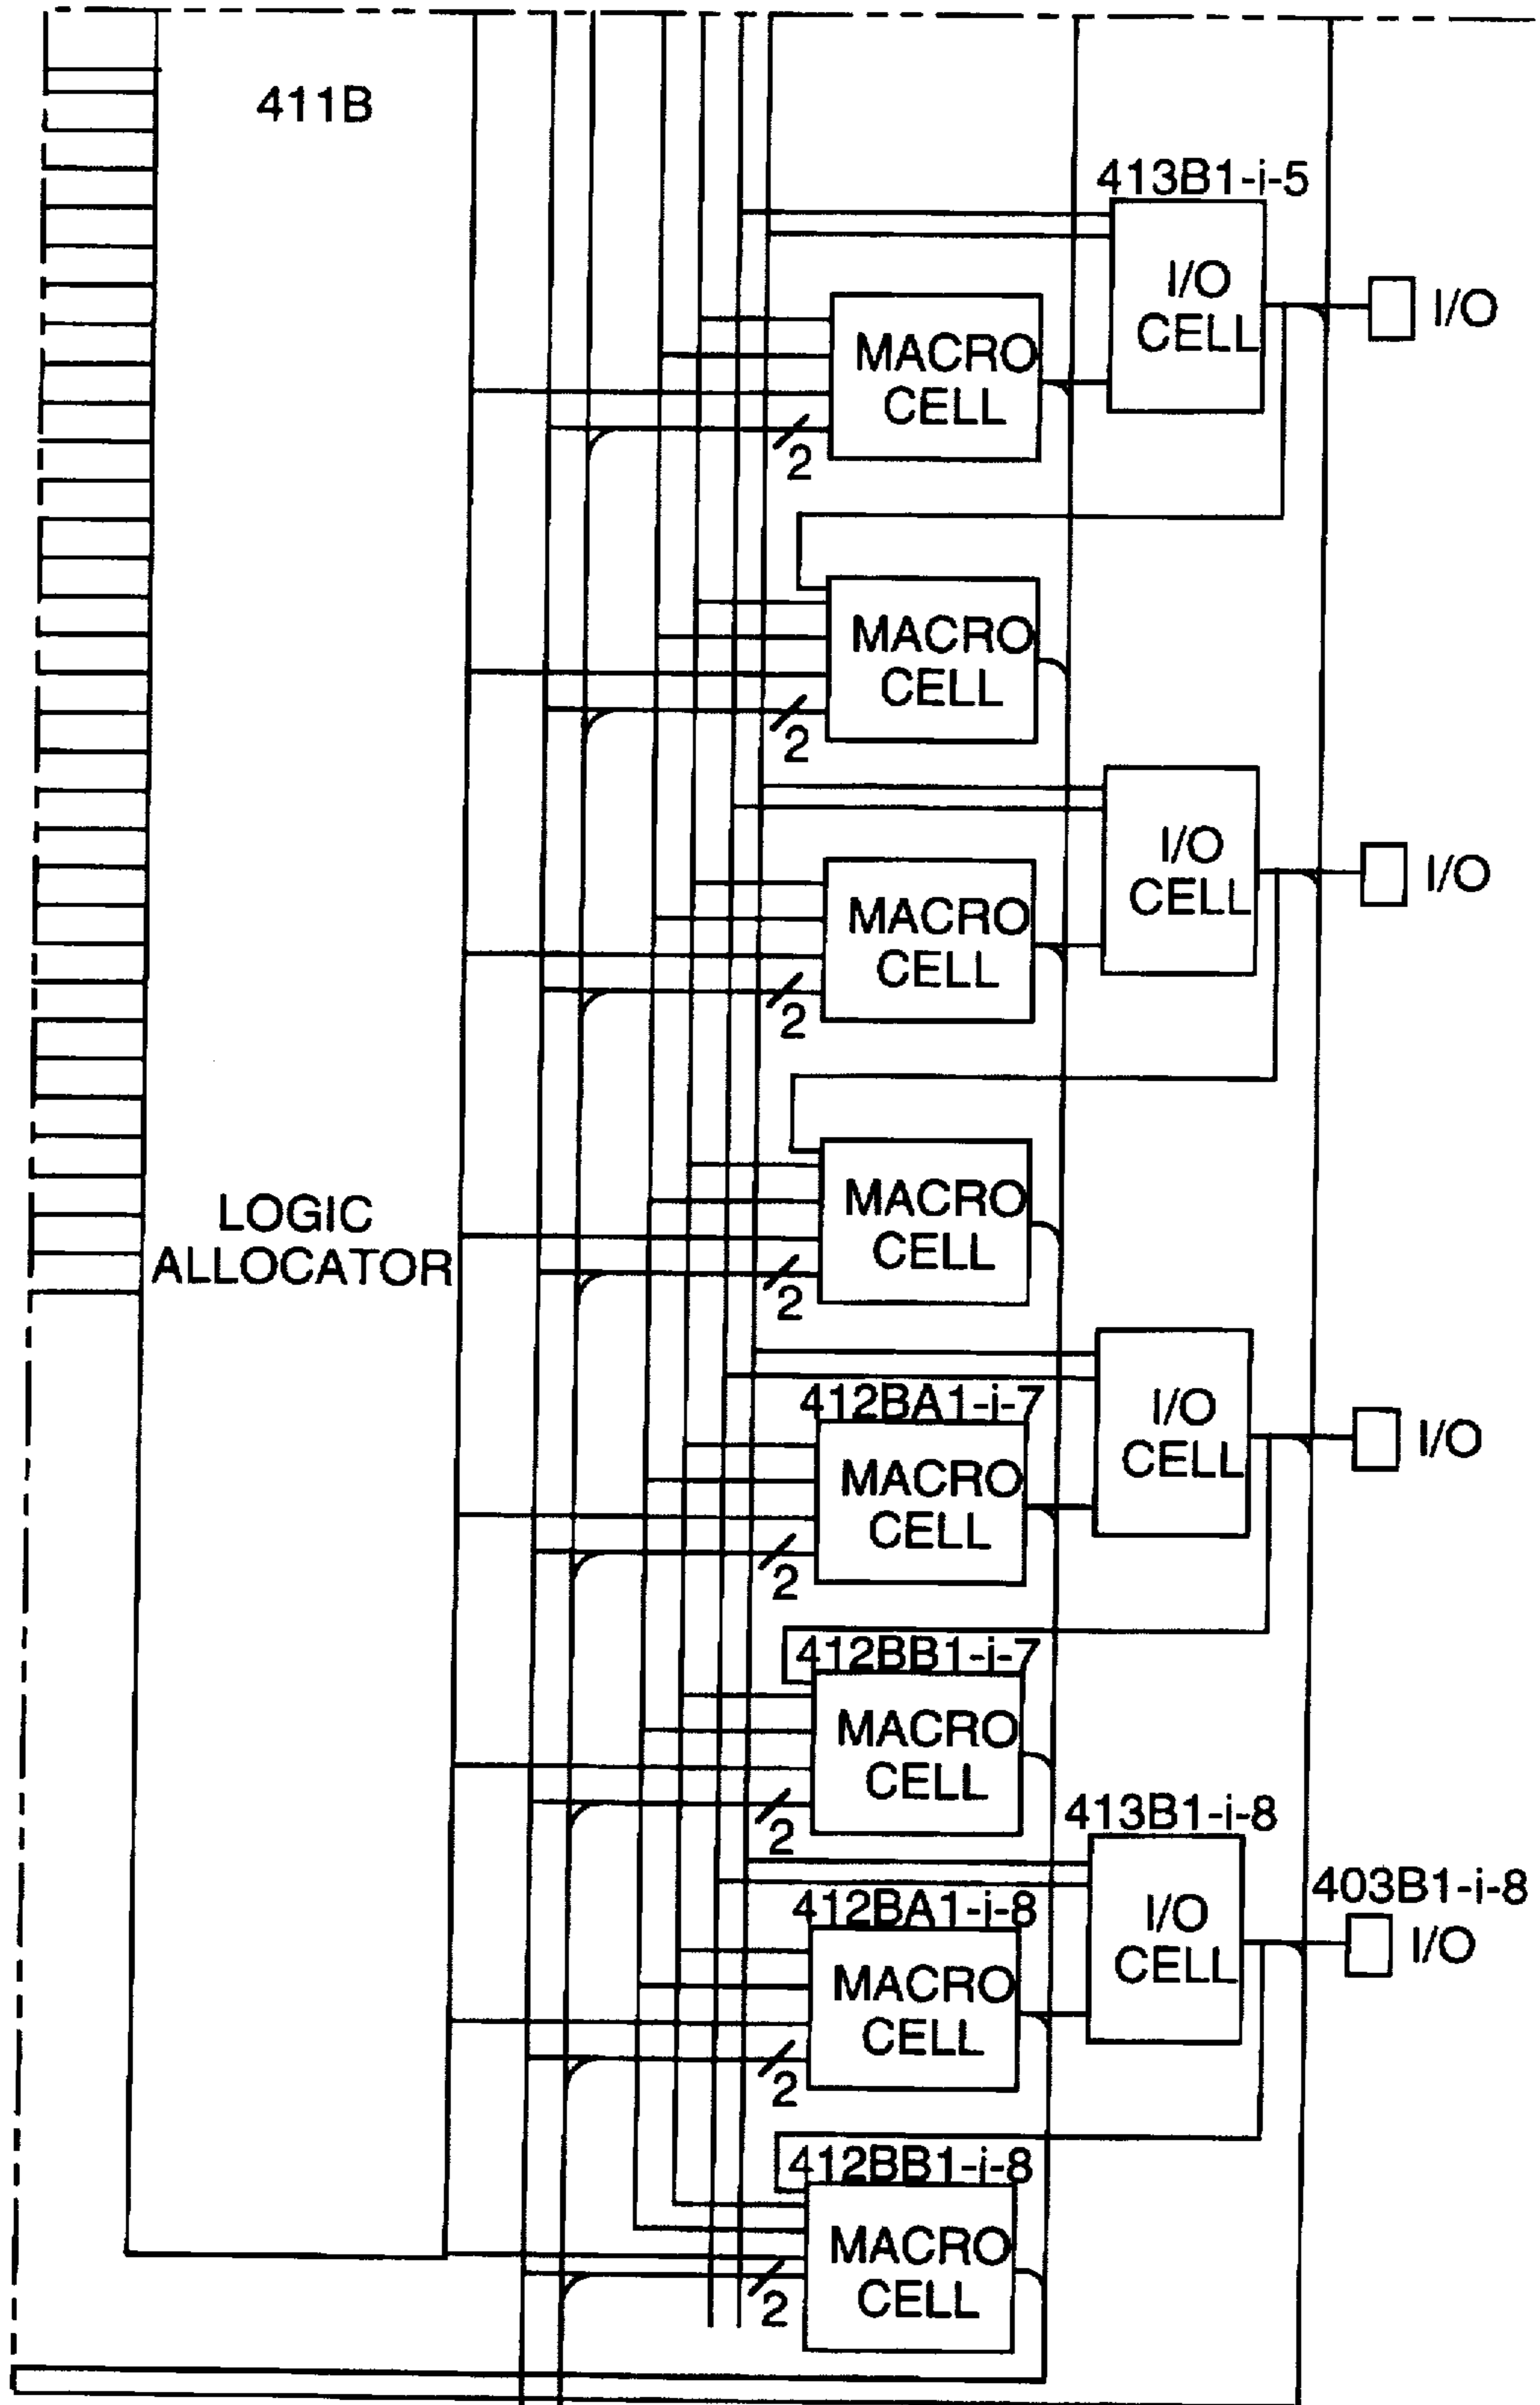 411B
413B1-i-5
I/O
CELL
I/O
MACRO
CELL
2
MACRO
CELL
2
I/O
CELL
I/O
MACRO
CELL
2
MACRO
CELL
2
LOGIC
ALLOCATOR
I/O
CELL
I/O
412BA1-i-7
MACRO
CELL
2
412BB1-i-7
MACRO
CELL
2
413B1-i-8
I/O
CELL
403B1-i-8
I/O
412BA1-i-8
MACRO
CELL
2
412BB1-i-8
MACRO
CELL
2